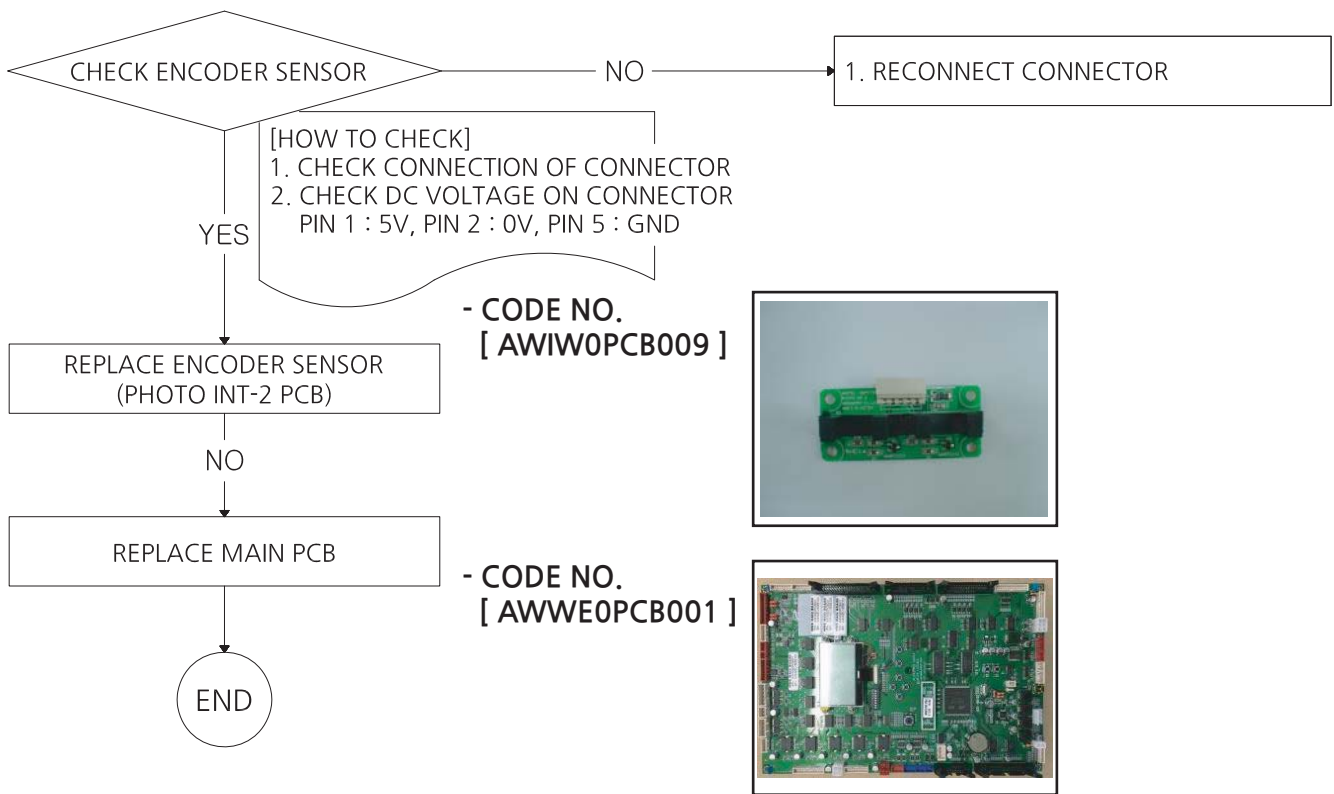 CHECK ENCODER SENSOR
NO
1. RECONNECT CONNECTOR
[HOW TO CHECK]
1. CHECK CONNECTION OF CONNECTOR
2. CHECK DC VOLTAGE ON CONNECTOR
PIN 1 : 5V, PIN 2 : 0V, PIN 5 : GND
YES
- CODE NO.
[ AWIW0PCB009 ]
REPLACE ENCODER SENSOR
(PHOTO INT-2 PCB)
NO
REPLACE MAIN PCB
- CODE NO.
[ AWWE0PCB001 ]
END